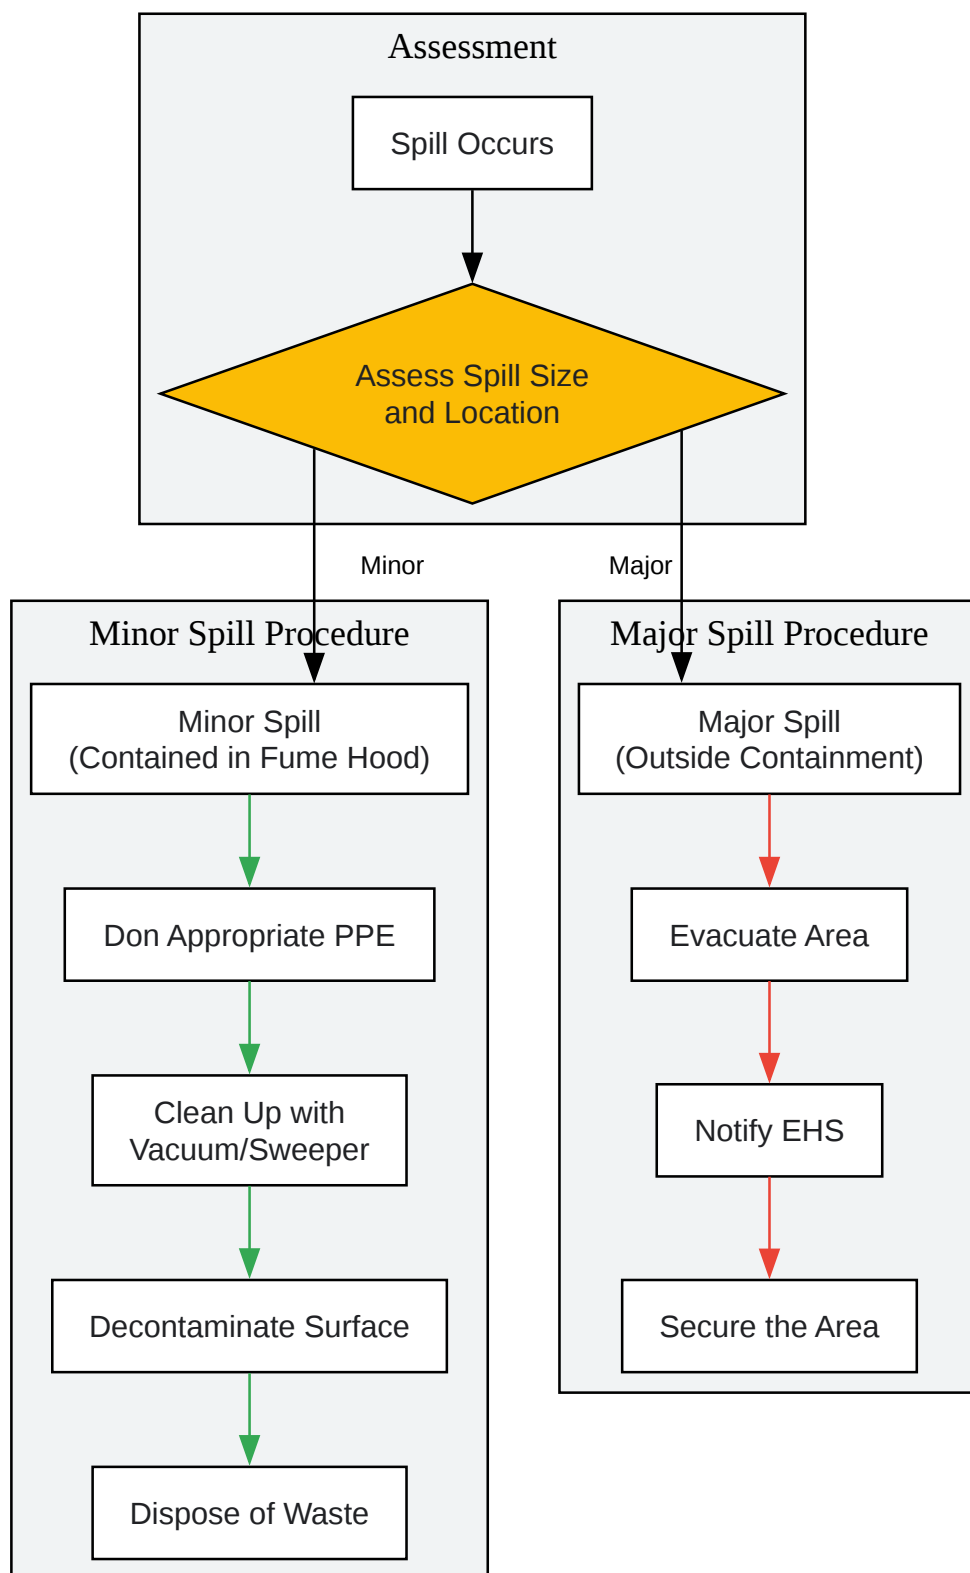 Assessment
Spill Occurs
Assess Spill Size
and Location
Minor
Major
Minor Spill Procedure
Minor Spill
(Contained in Fume Hood)
Don Appropriate PPE
Clean Up with
Vacuum/Sweeper
Decontaminate Surface
Dispose of Waste
Major Spill Procedure
Major Spill
(Outside Containment)
Evacuate Area
Notify EHS
Secure the Area